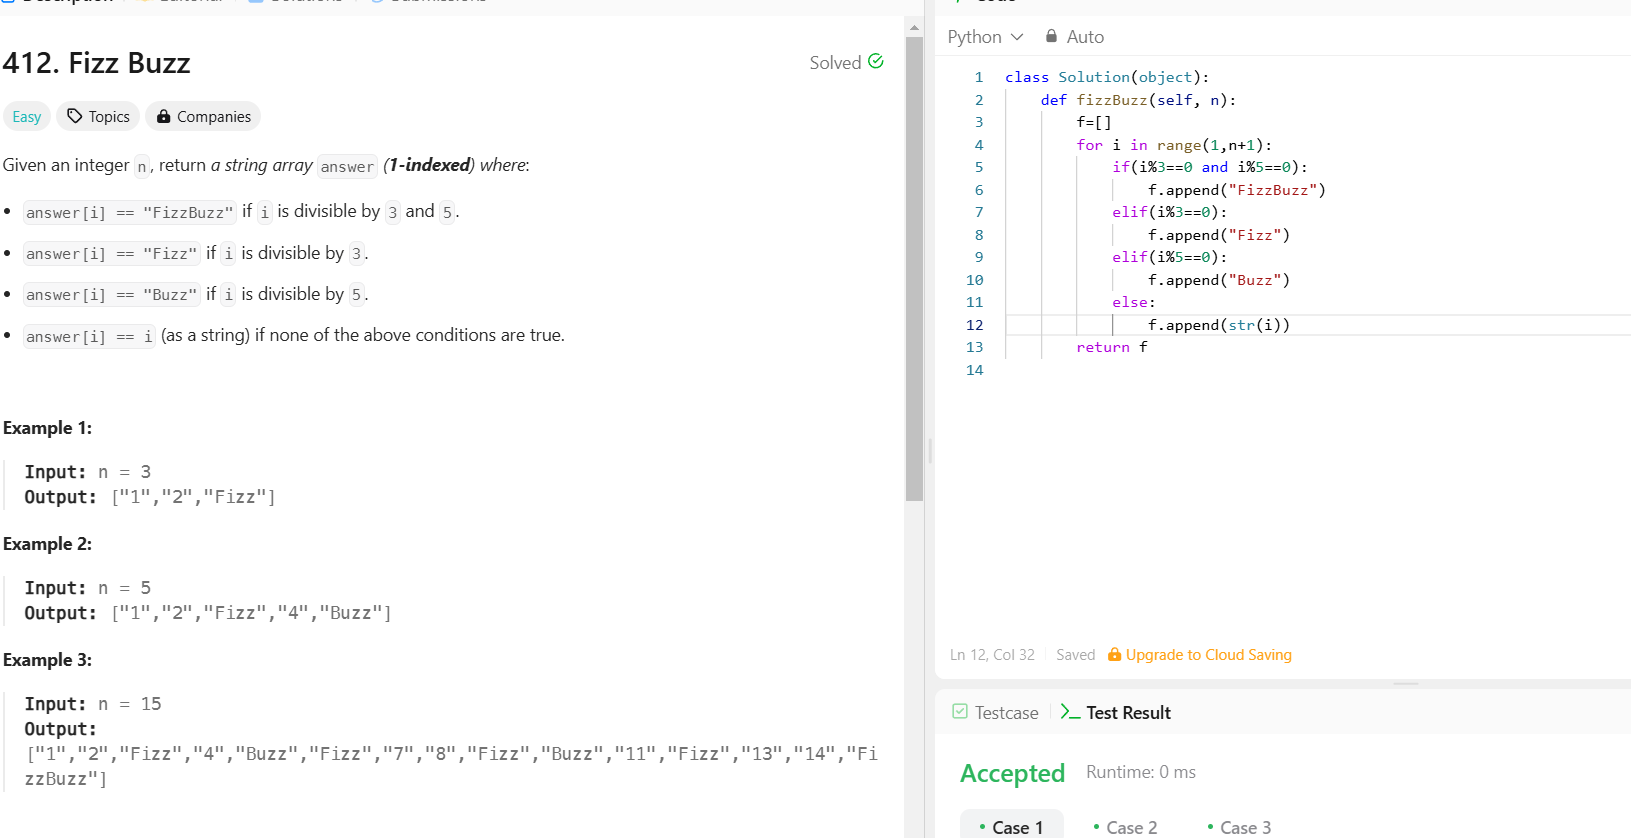 Description Editorial Solutions Submissions
412. Fizz Buzz
Solved
Easy Topics Companies
Given an integer n, return a string array answer (1-indexed) where:
• answer[i] == "FizzBuzz" if i is divisible by 3 and 5.
• answer[i] == "Fizz" if i is divisible by 3.
• answer[i] == "Buzz" if i is divisible by 5.
• answer[i] == i (as a string) if none of the above conditions are true.
Example 1:
Input: n = 3
Output: ["1","2","Fizz"]
Example 2:
Input: n = 5
Output: ["1","2","Fizz","4","Buzz"]
Example 3:
Input: n = 15
Output:
["1","2","Fizz","4","Buzz","Fizz","7","8","Fizz","Buzz","11","Fizz","13","14","Fi
zzBuzz"]
Code
Python Auto
1 class Solution(object):
2     def fizzBuzz(self, n):
3         f=[]
4         for i in range(1,n+1):
5             if(i%3==0 and i%5==0):
6                 f.append("FizzBuzz")
7             elif(i%3==0):
8                 f.append("Fizz")
9             elif(i%5==0):
10                 f.append("Buzz")
11             else:
12                 f.append(str(i))
13         return f
14
Ln 12, Col 32 Saved Upgrade to Cloud Saving
Testcase Test Result
Accepted Runtime: 0 ms
• Case 1 • Case 2 • Case 3